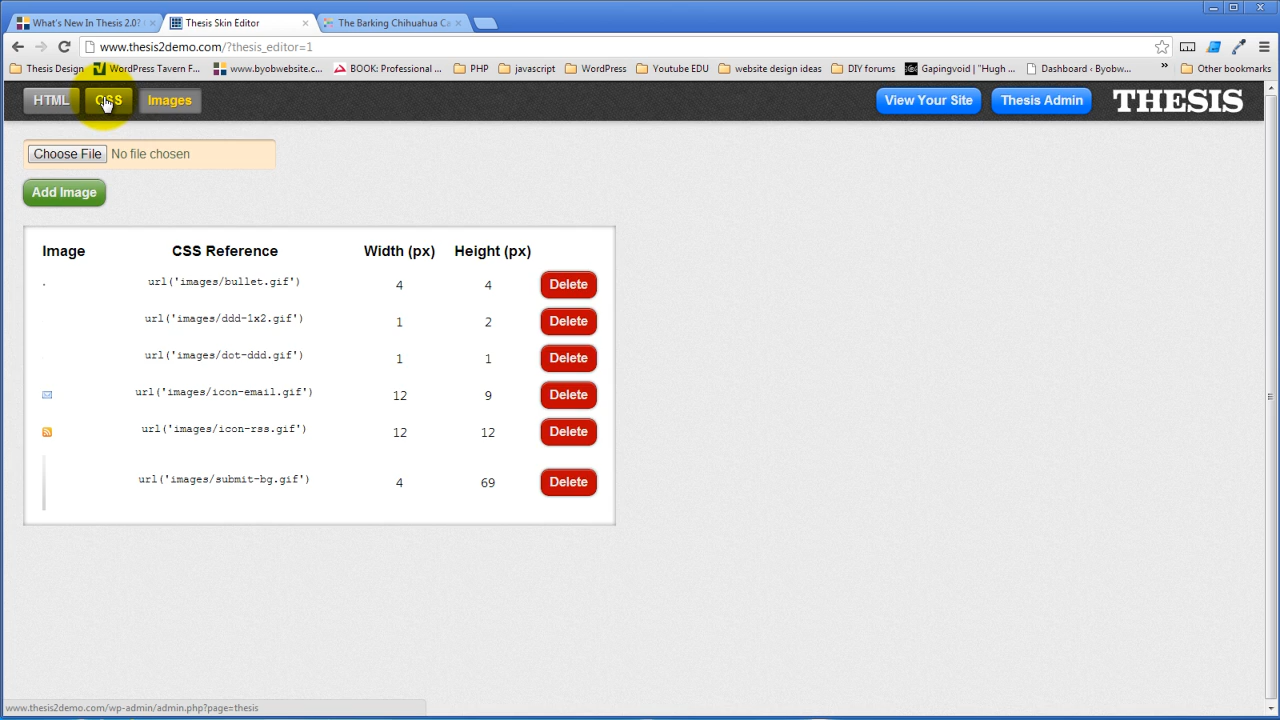 What's New In Thesis 2.0?
Thesis Skin Editor
The Barking Chihuahua Ca
www.thesis2demo.com/?thesis_editor=1
Thesis Design
WordPress Tavern F...
www.byobwebsite.c...
BOOK: Professional ...
PHP
javascript
WordPress
Youtube EDU
website design ideas
DIY forums
Gapingvoid | "Hugh ...
Dashboard ‹ Byobw...
»
Other bookmarks
HTML
CSS
Images
View Your Site
Thesis Admin
THESIS
Choose File No file chosen
Add Image
Image CSS Reference Width (px) Height (px)
url('images/bullet.gif') 4 4 Delete
url('images/ddd-1x2.gif') 1 2 Delete
url('images/dot-ddd.gif') 1 1 Delete
url('images/icon-email.gif') 12 9 Delete
url('images/icon-rss.gif') 12 12 Delete
url('images/submit-bg.gif') 4 69 Delete
www.thesis2demo.com/wp-admin/admin.php?page=thesis